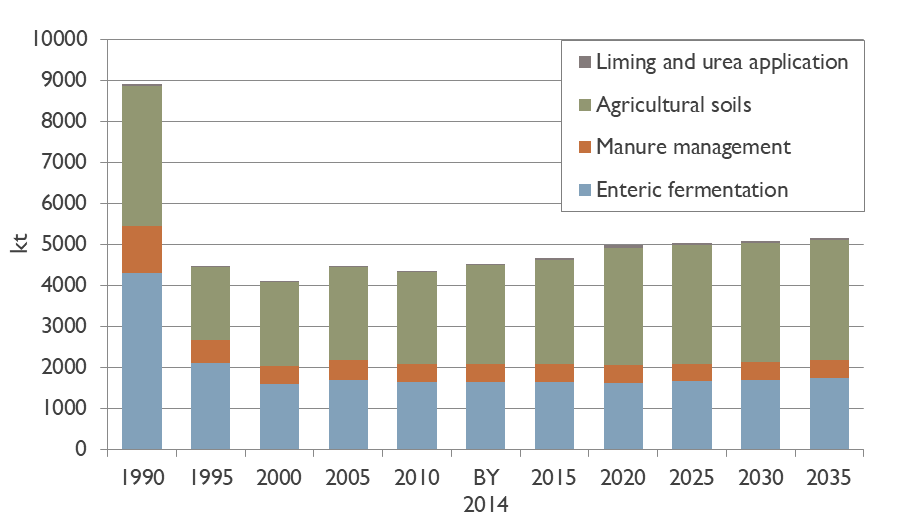 10000
9000
8000
7000
6000
5000
4000
3000
2000
1000
0
kt
Liming and urea application
Agricultural soils
Manure management
Enteric fermentation
1990 1995 2000 2005 2010 BY 2015 2020 2025 2030 2035
2014